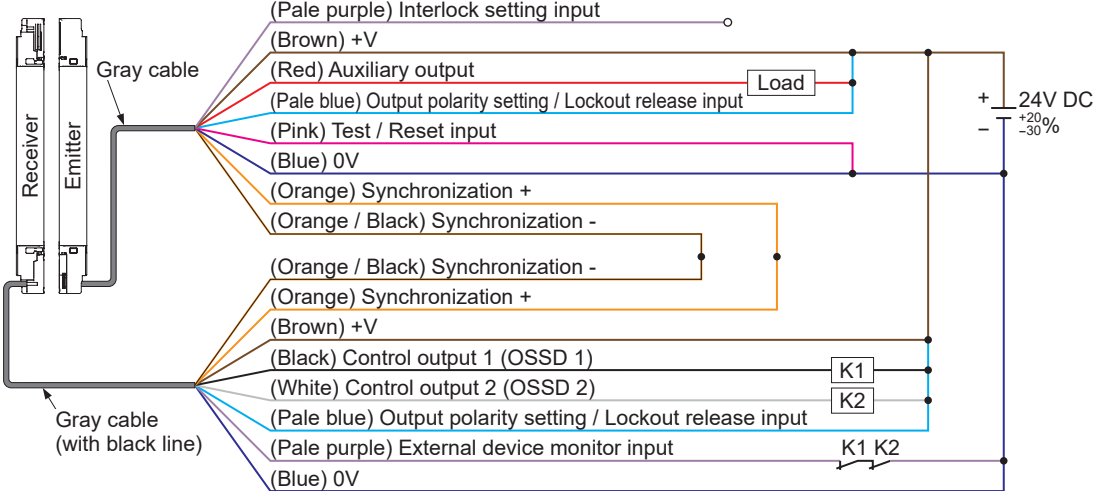 (Pale purple) Interlock setting input
(Brown) +V
Gray cable
(Red) Auxiliary output
Load
(Pale blue) Output polarity setting / Lockout release input
+ 24V DC
+20
−30 %
−
(Pink) Test / Reset input
(Blue) 0V
Receiver
Emitter
(Orange) Synchronization +
(Orange / Black) Synchronization -
(Orange / Black) Synchronization -
(Orange) Synchronization +
(Brown) +V
(Black) Control output 1 (OSSD 1)
K1
(White) Control output 2 (OSSD 2)
K2
Gray cable
(with black line)
(Pale blue) Output polarity setting / Lockout release input
(Pale purple) External device monitor input
K1 K2
(Blue) 0V